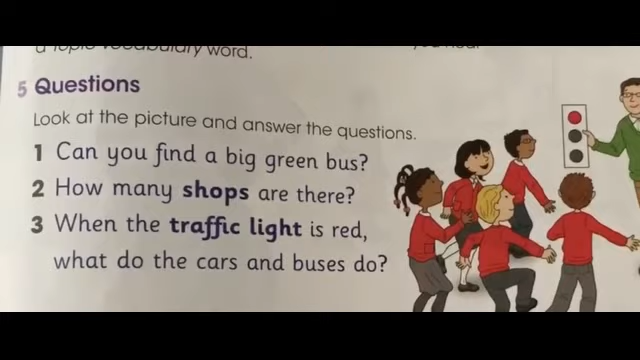 a topic vocabulary word.
5 Questions
Look at the picture and answer the questions.
1 Can you find a big green bus?
2 How many shops are there?
3 When the traffic light is red,
what do the cars and buses do?